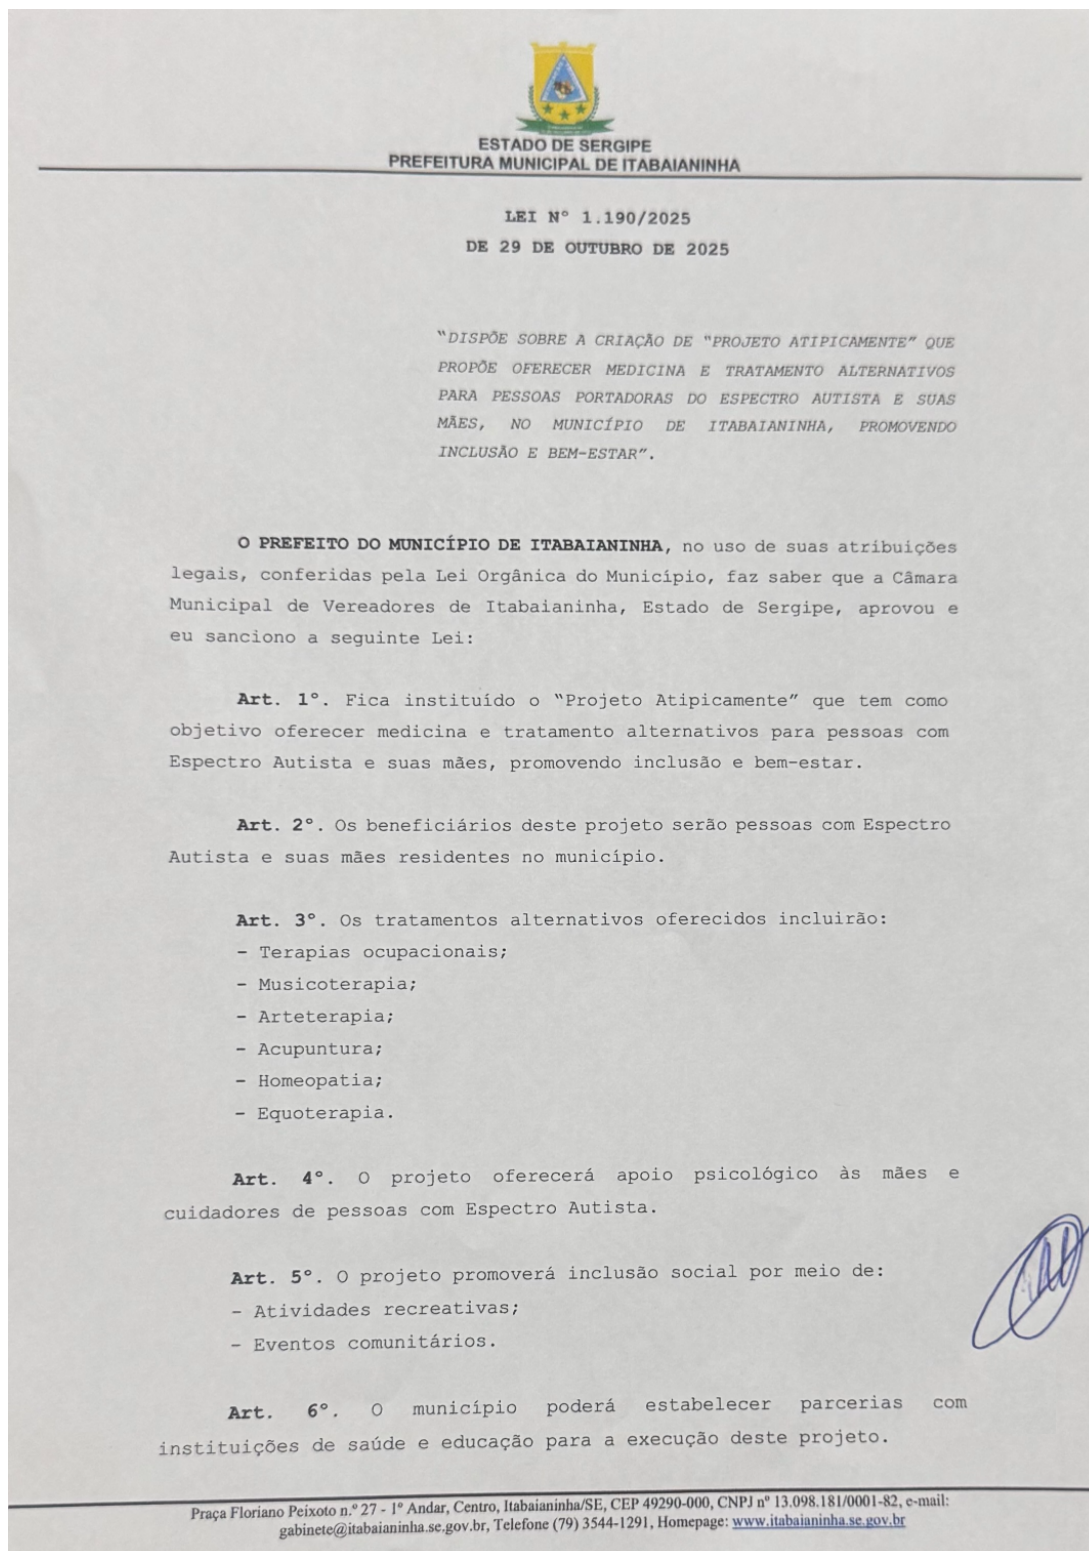 ESTADO DE SERGIPE
PREFEITURA MUNICIPAL DE ITABAIANINHA
LEI N° 1.190/2025
DE 29 DE OUTUBRO DE 2025
"DISPÕE SOBRE A CRIAÇÃO DE "PROJETO ATIPICAMENTE" QUE
PROPÕE OFERECER MEDICINA E TRATAMENTO ALTERNATIVOS
PARA PESSOAS PORTADORAS DO ESPECTRO AUTISTA E SUAS
MÃES, NO MUNICÍPIO DE ITABAIANINHA, PROMOVENDO
INCLUSÃO E BEM-ESTAR".
O PREFEITO DO MUNICÍPIO DE ITABAIANINHA, no uso de suas atribuições
legais, conferidas pela Lei Orgânica do Município, faz saber que a Câmara
Municipal de Vereadores de Itabaianinha, Estado de Sergipe, aprovou e
eu sanciono a seguinte Lei:
Art. 1°. Fica instituído o "Projeto Atipicamente" que tem como
objetivo oferecer medicina e tratamento alternativos para pessoas com
Espectro Autista e suas mães, promovendo inclusão e bem-estar.
Art. 2°. Os beneficiários deste projeto serão pessoas com Espectro
Autista e suas mães residentes no município.
Art. 3°. Os tratamentos alternativos oferecidos incluirão:
- Terapias ocupacionais;
- Musicoterapia;
- Arteterapia;
- Acupuntura;
- Homeopatia;
- Equoterapia.
Art. 4°. O projeto oferecerá apoio psicológico às mães e
cuidadores de pessoas com Espectro Autista.
Art. 5°. O projeto promoverá inclusão social por meio de:
- Atividades recreativas;
- Eventos comunitários.
Art. 6°. O município poderá estabelecer parcerias com
instituições de saúde e educação para a execução deste projeto.
Praça Floriano Peixoto n.º 27 - 1º Andar, Centro, Itabaianinha/SE, CEP 49290-000, CNPJ nº 13.098.181/0001-82, e-mail:
gabinete@itabaianinha.se.gov.br, Telefone (79) 3544-1291, Homepage: www.itabaianinha.se.gov.br